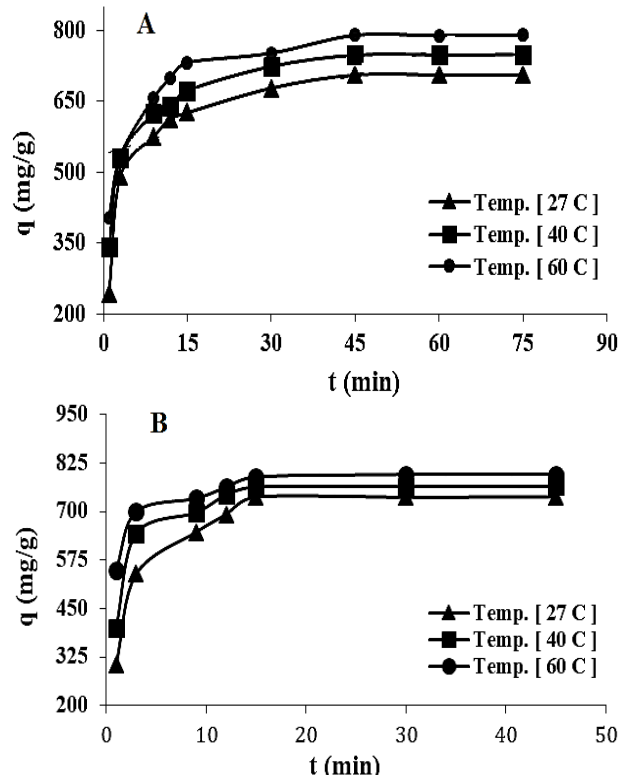 A
800
650
500
350
200
q (mg/g)
Temp. [ 27 C ]
Temp. [ 40 C ]
Temp. [ 60 C ]
0 15 30 45 60 75 90
t (min)
B
950
825
700
575
450
325
200
q (mg/g)
Temp. [ 27 C ]
Temp. [ 40 C ]
Temp. [ 60 C ]
0 10 20 30 40 50
t (min)